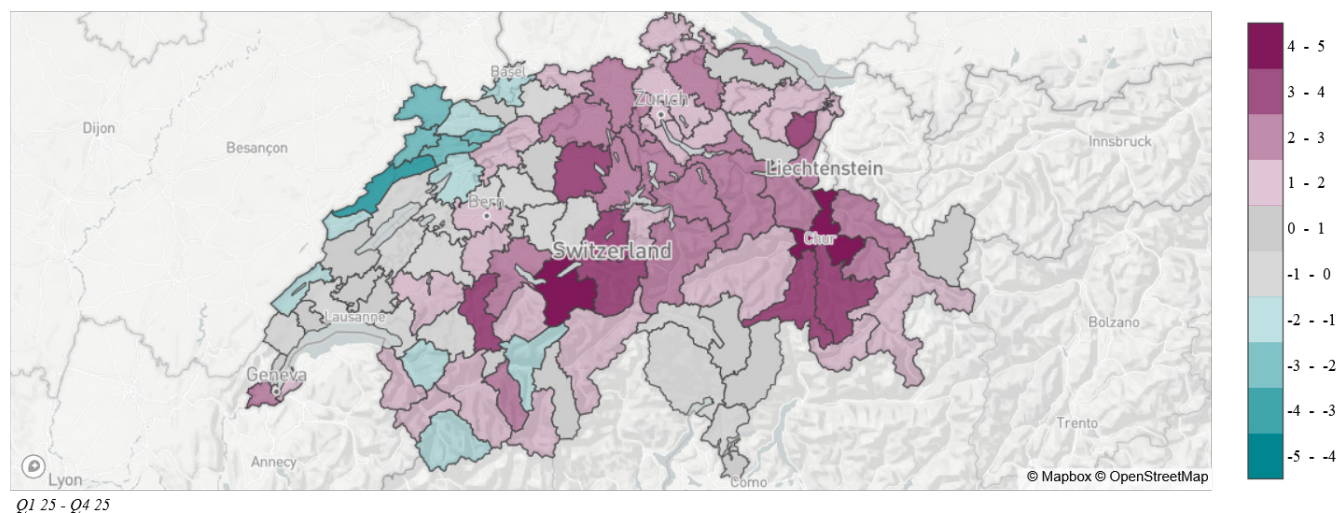 Basel
Zurich
Dijon
Besançon
Innsbruck
Liechtenstein
Bern
Chur
Switzerland
Lausanne
Bolzano
Geneva
Trento
Annecy
Lyon
Como
© Mapbox © OpenStreetMap
4 - 5
3 - 4
2 - 3
1 - 2
0 - 1
-1 - 0
-2 - -1
-3 - -2
-4 - -3
-5 - -4
Q1 25 - Q4 25